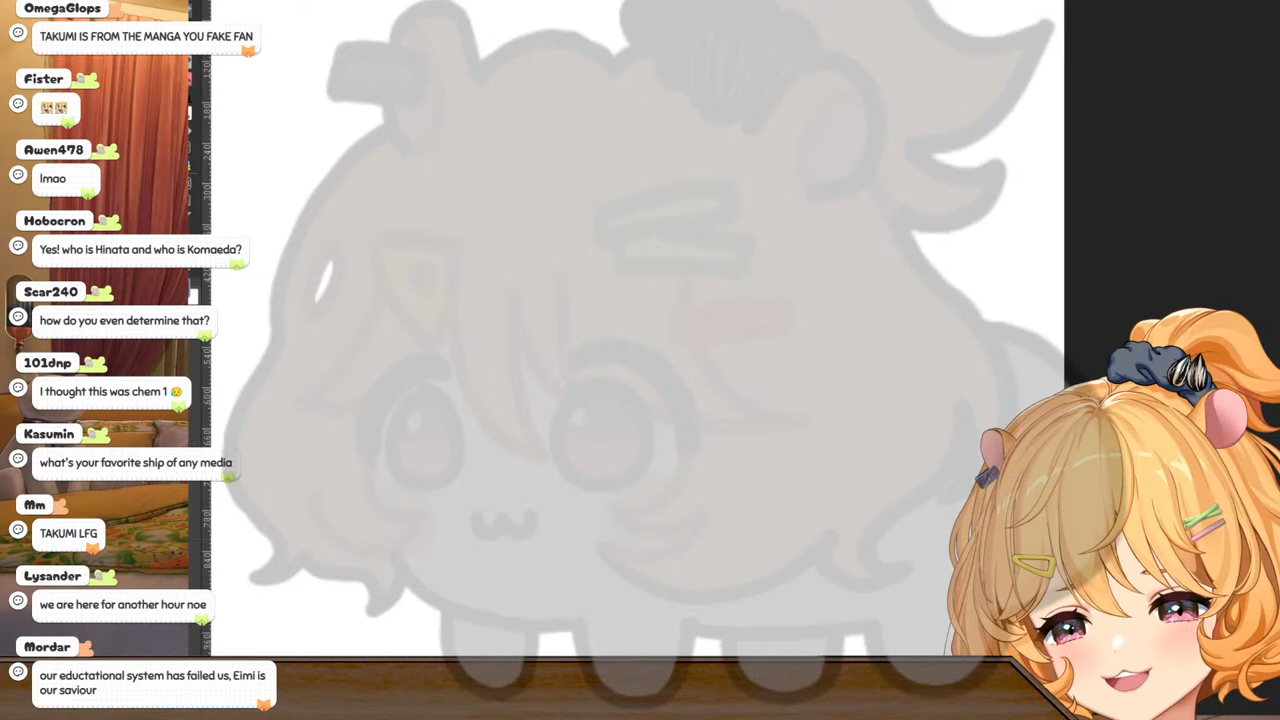 OmegaGlops
TAKUMI IS FROM THE MANGA YOU FAKE FAN
Fister
Awen478
lmao
Hobocron
Yes! who is Hinata and who is Komaeda?
Scar240
how do you even determine that?
101dnp
I thought this was chem 1 😥
Kasumin
what's your favorite ship of any media
Mm
TAKUMI LFG
Lysander
we are here for another hour noe
Mordar
our eductational system has failed us, Eimi is
our saviour